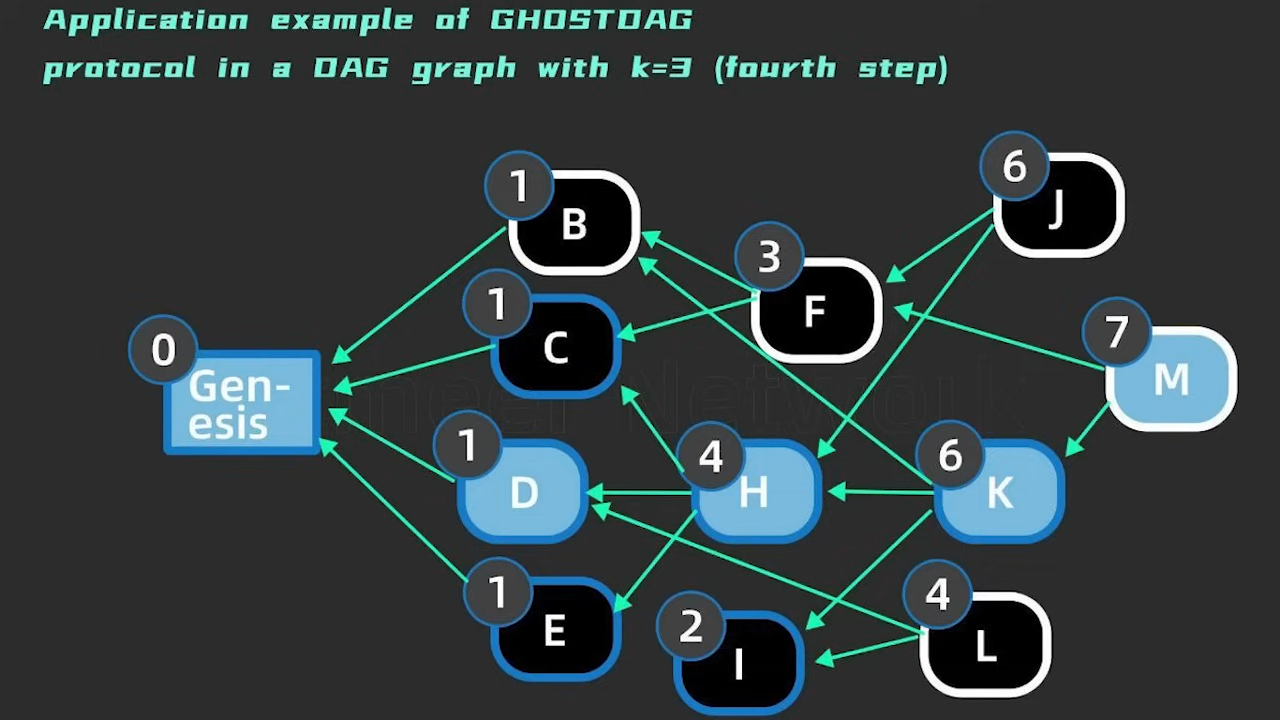 Application example of GHOSTDAG
protocol in a DAG graph with k=3 (fourth step)
6
J
1
B
3
F
1
C
7
M
0
Gen-
esis
1
D
4
H
6
K
1
E
2
I
4
L
Network